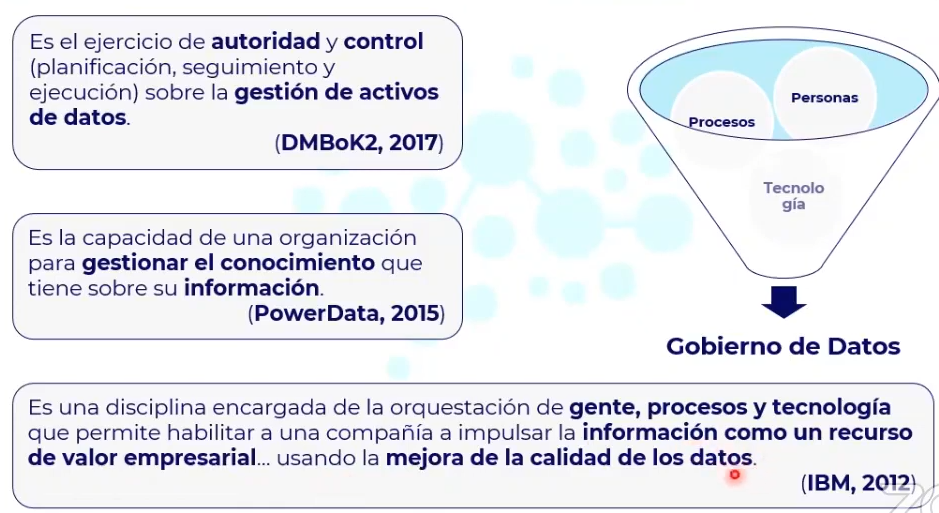 Es el ejercicio de autoridad y control
(planificación, seguimiento y
ejecución) sobre la gestión de activos
de datos.
(DMBoK2, 2017)
Es la capacidad de una organización
para gestionar el conocimiento que
tiene sobre su información.
(PowerData, 2015)
Procesos
Personas
Tecnolo
gía
Gobierno de Datos
Es una disciplina encargada de la orquestación de gente, procesos y tecnología
que permite habilitar a una compañía a impulsar la información como un recurso
de valor empresarial... usando la mejora de la calidad de los datos.
(IBM, 2012)